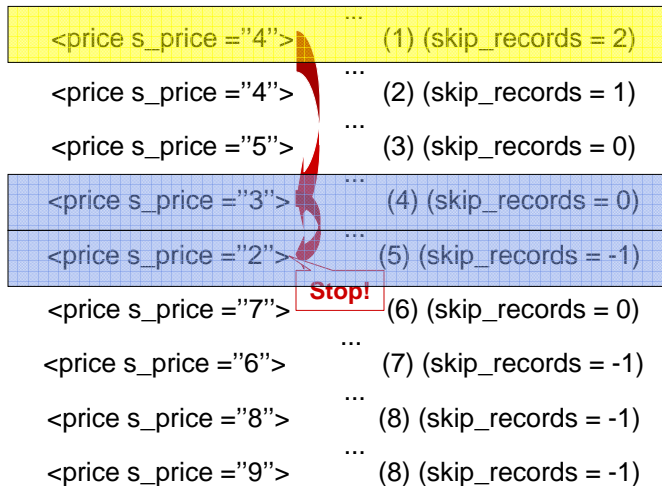 ...
<price s_price =''4''> (1) (skip_records = 2)
...
<price s_price =''4''> (2) (skip_records = 1)
...
<price s_price =''5''> (3) (skip_records = 0)
...
<price s_price =''3''> (4) (skip_records = 0)
...
<price s_price =''2''> (5) (skip_records = -1)
Stop!
<price s_price =''7''> (6) (skip_records = 0)
...
<price s_price =''6''> (7) (skip_records = -1)
...
<price s_price =''8''> (8) (skip_records = -1)
...
<price s_price =''9''> (8) (skip_records = -1)